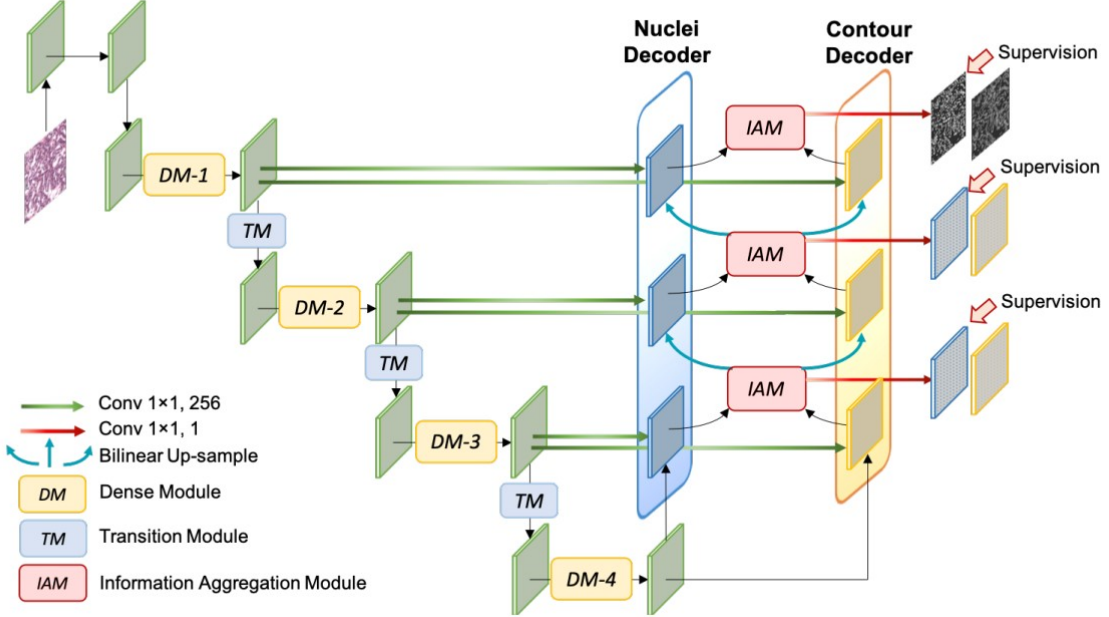 Nuclei
Decoder
Contour
Decoder
Supervision
IAM
DM-1
Supervision
TM
IAM
DM-2
Supervision
TM
IAM
Conv 1×1, 256
Conv 1×1, 1
DM-3
Bilinear Up-sample
DM Dense Module
TM
TM Transition Module
IAM Information Aggregation Module
DM-4